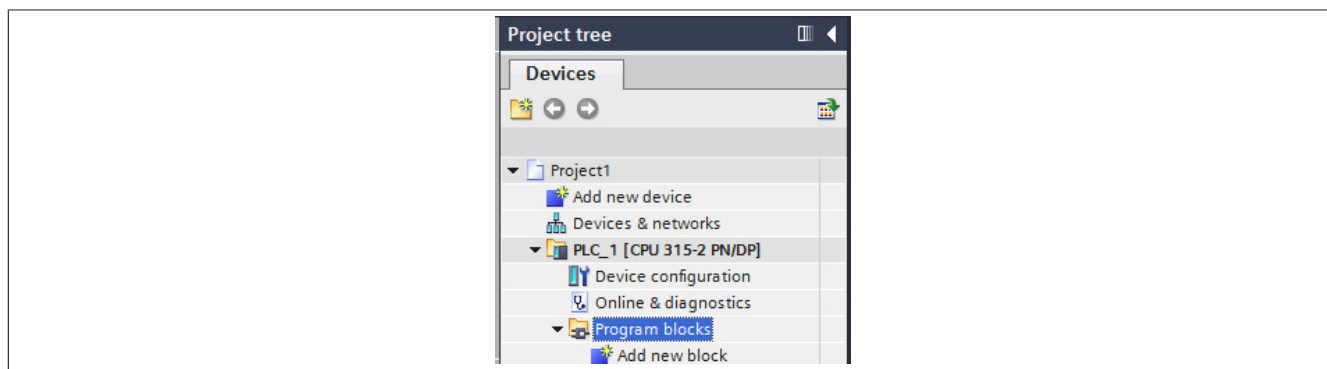 Project tree
Devices
Project1
Add new device
Devices & networks
PLC_1 [CPU 315-2 PN/DP]
Device configuration
Online & diagnostics
Program blocks
Add new block